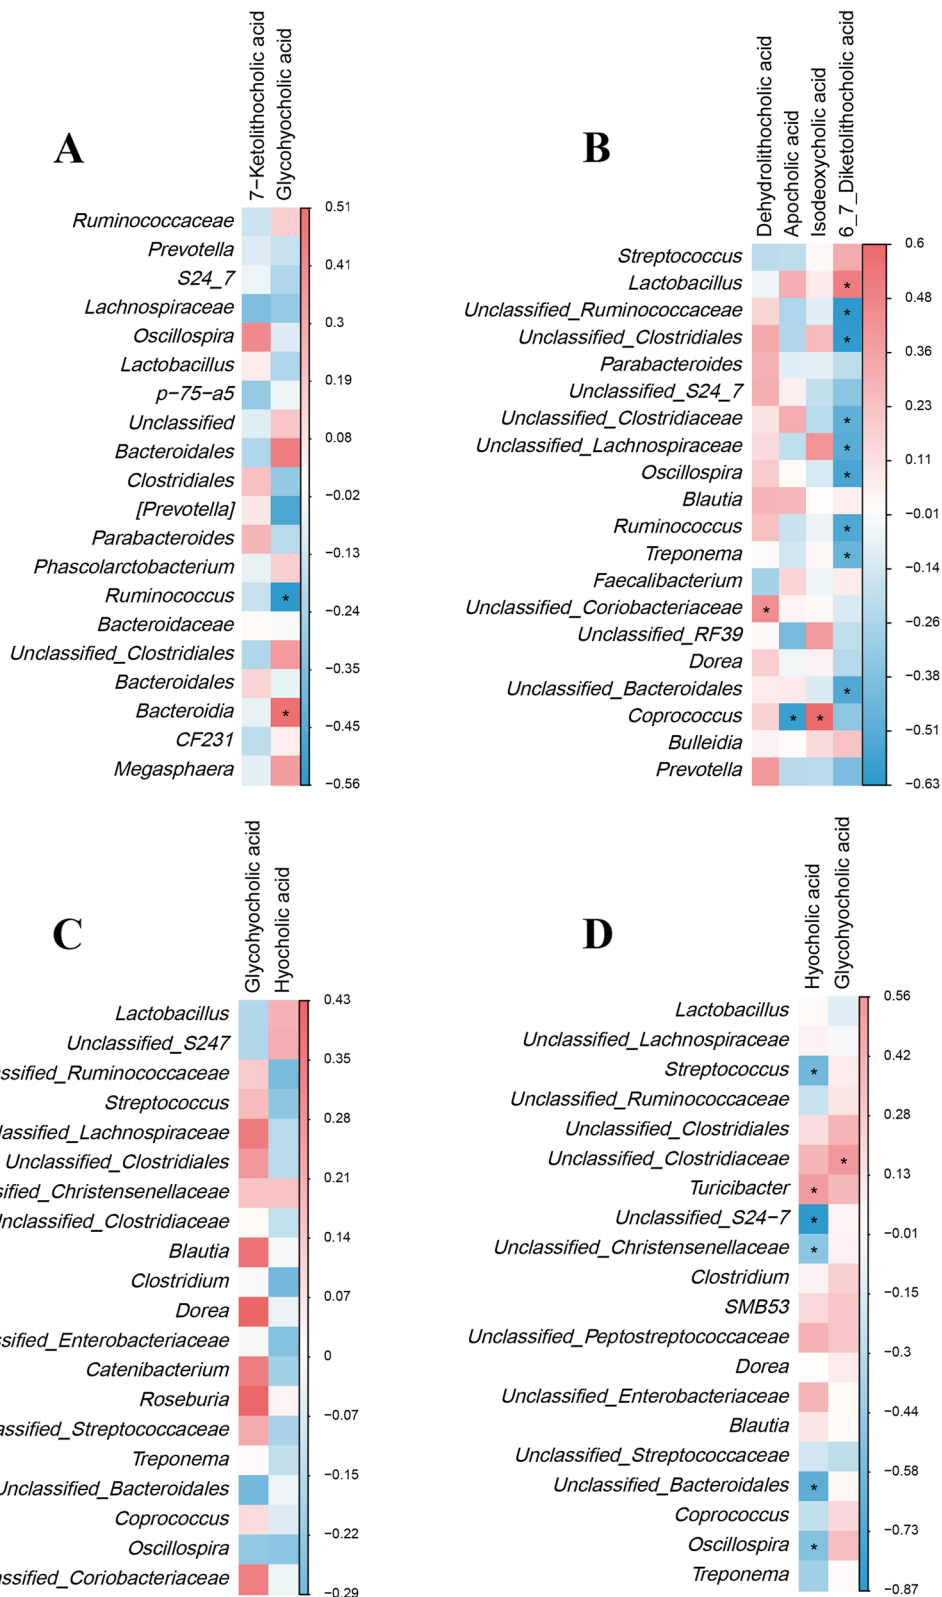 A
7−Ketolithocholic acid
Glycohyocholic acid
Ruminococcaceae
Prevotella
S24_7
Lachnospiraceae
Oscillospira
Lactobacillus
p−75−a5
Unclassified
Bacteroidales
Clostridiales
[Prevotella]
Parabacteroides
Phascolarctobacterium
Ruminococcus
Bacteroidaceae
Unclassified_Clostridiales
Bacteroidales
Bacteroidia
CF231
Megasphaera
*
*
0.51
0.41
0.3
0.19
0.08
−0.02
−0.13
−0.24
−0.35
−0.45
−0.56
B
Dehydrolithocholic acid
Apocholic acid
Isodeoxycholic acid
6_7_Diketolithocholic acid
Streptococcus
Lactobacillus *
Unclassified_Ruminococcaceae *
Unclassified_Clostridiales *
Parabacteroides
Unclassified_S24_7
Unclassified_Clostridiaceae *
Unclassified_Lachnospiraceae *
Oscillospira *
Blautia
Ruminococcus *
Treponema *
Faecalibacterium
Unclassified_Coriobacteriaceae *
Unclassified_RF39
Dorea
Unclassified_Bacteroidales *
Coprococcus * *
Bulleidia
Prevotella
0.6
0.48
0.36
0.23
0.11
−0.01
−0.14
−0.26
−0.38
−0.51
−0.63
C
Glycohyocholic acid
Hyocholic acid
Lactobacillus
Unclassified_S247
ssified_Ruminococcaceae
Streptococcus
lassified_Lachnospiraceae
Unclassified_Clostridiales
sified_Christensenellaceae
nclassified_Clostridiaceae
Blautia
Clostridium
Dorea
ssified_Enterobacteriaceae
Catenibacterium
Roseburia
assified_Streptococcaceae
Treponema
Unclassified_Bacteroidales
Coprococcus
Oscillospira
assified_Coriobacteriaceae
0.43
0.35
0.28
0.21
0.14
0.07
0
−0.07
−0.15
−0.22
−0.29
D
Hyocholic acid
Glycohyocholic acid
Lactobacillus
Unclassified_Lachnospiraceae
Streptococcus *
Unclassified_Ruminococcaceae
Unclassified_Clostridiales
Unclassified_Clostridiaceae *
Turicibacter *
Unclassified_S24−7 *
Unclassified_Christensenellaceae *
Clostridium
SMB53
Unclassified_Peptostreptococcaceae
Dorea
Unclassified_Enterobacteriaceae
Blautia
Unclassified_Streptococcaceae
Unclassified_Bacteroidales *
Coprococcus
Oscillospira *
Treponema
0.56
0.42
0.28
0.13
−0.01
−0.15
−0.3
−0.44
−0.58
−0.73
−0.87